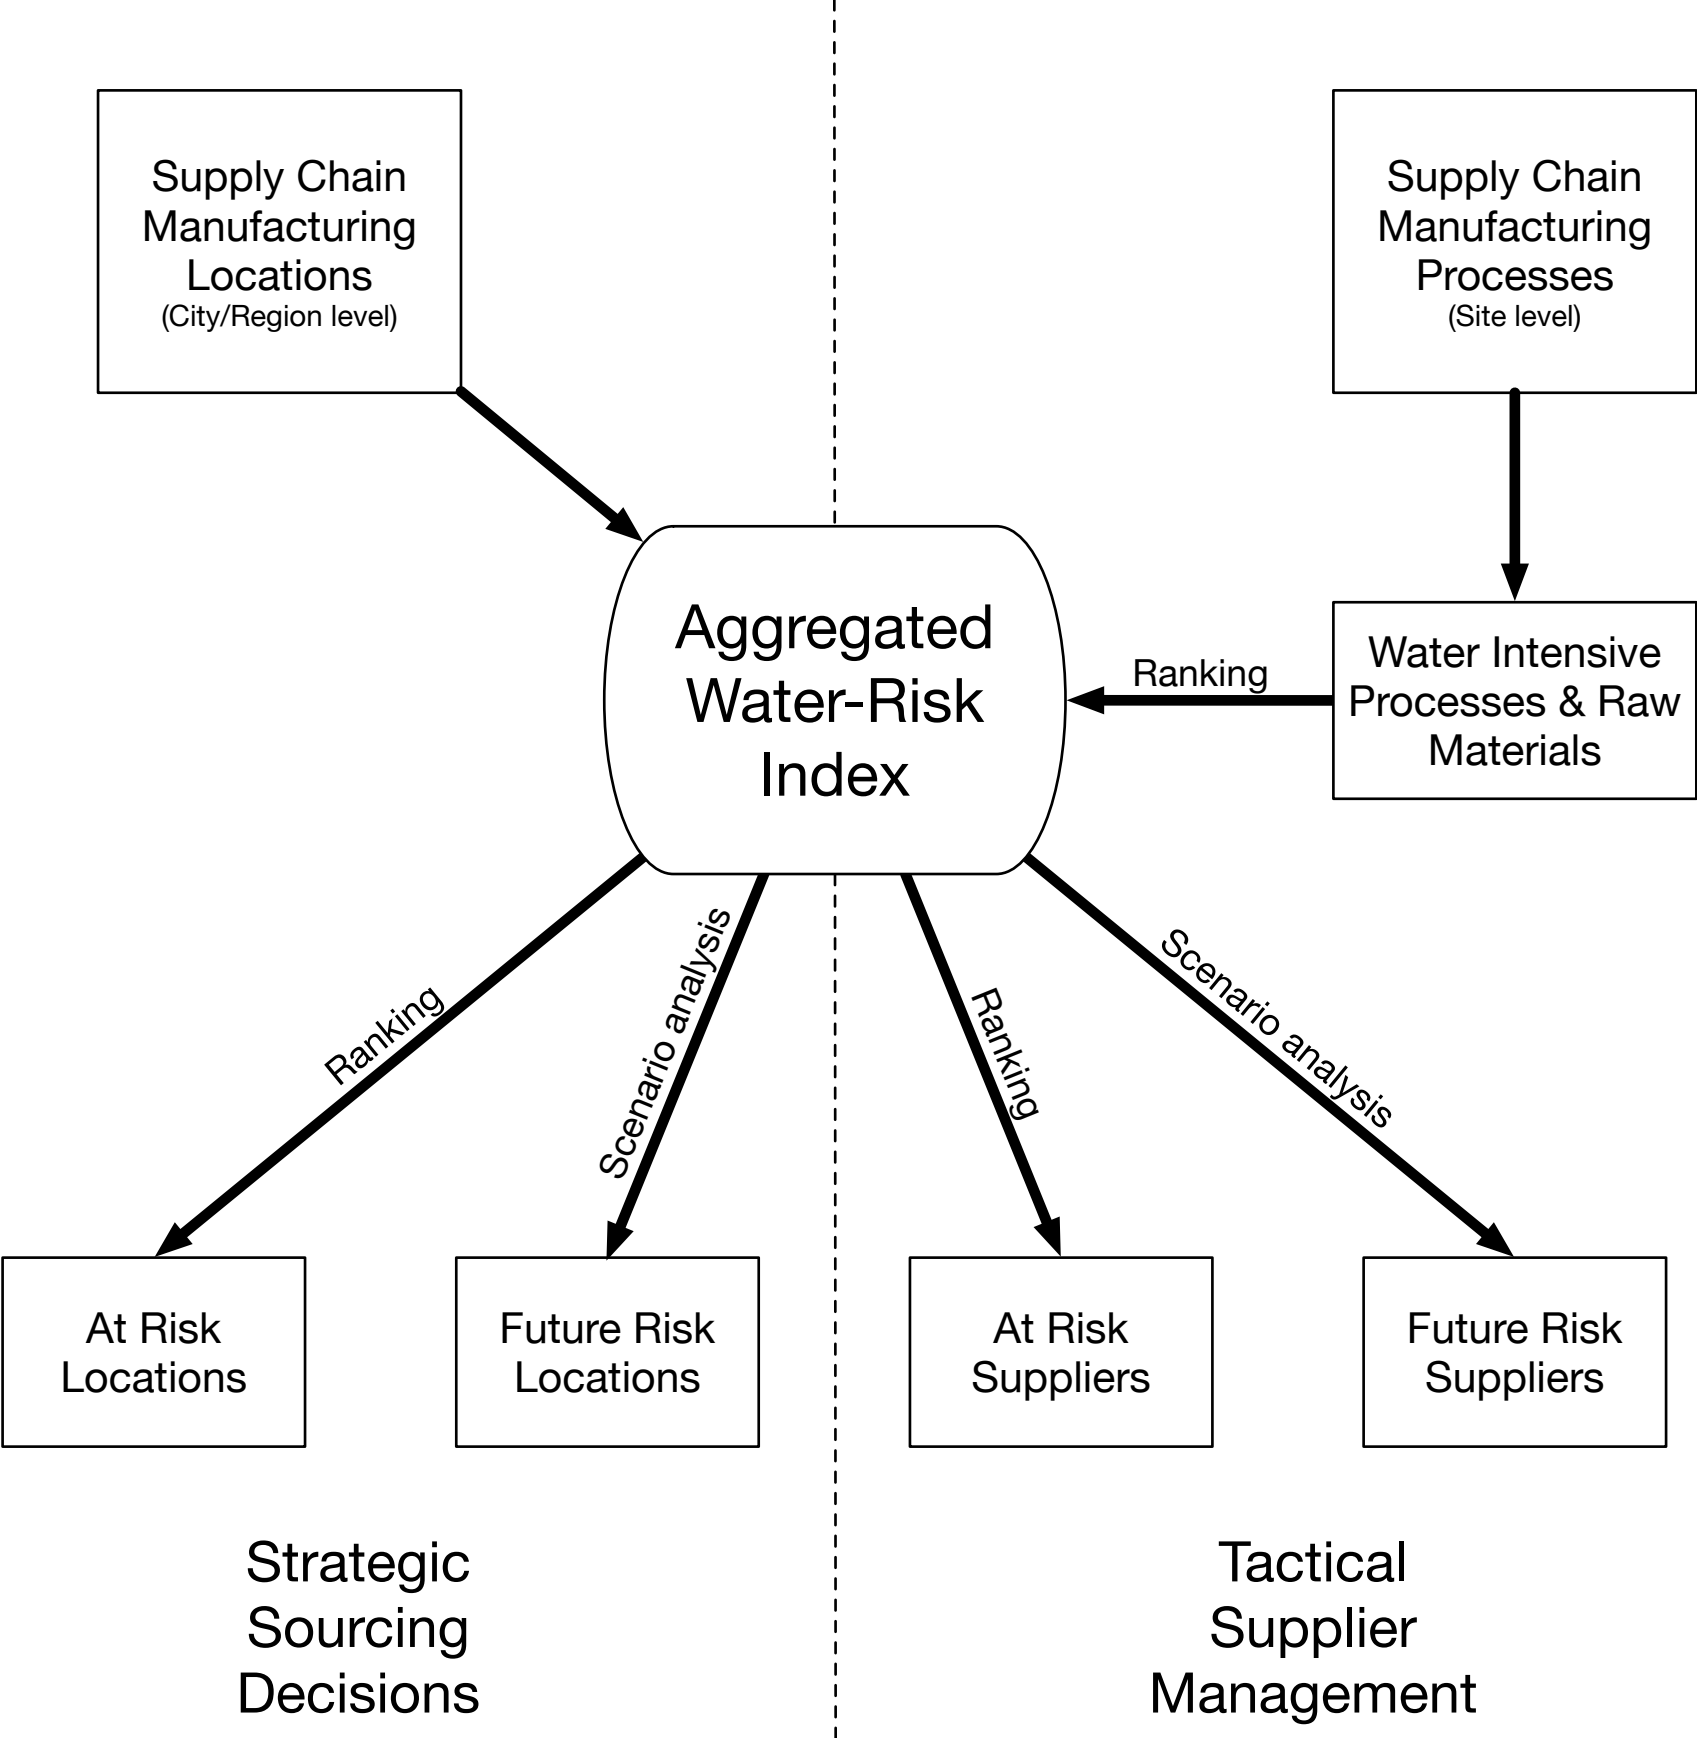 Supply Chain
Manufacturing
Locations
(City/Region level)
Supply Chain
Manufacturing
Processes
(Site level)
Aggregated
Water-Risk
Index
Ranking
Water Intensive
Processes & Raw
Materials
Ranking
Scenario analysis
Ranking
Scenario analysis
At Risk
Locations
Future Risk
Locations
At Risk
Suppliers
Future Risk
Suppliers
Strategic
Sourcing
Decisions
Tactical
Supplier
Management